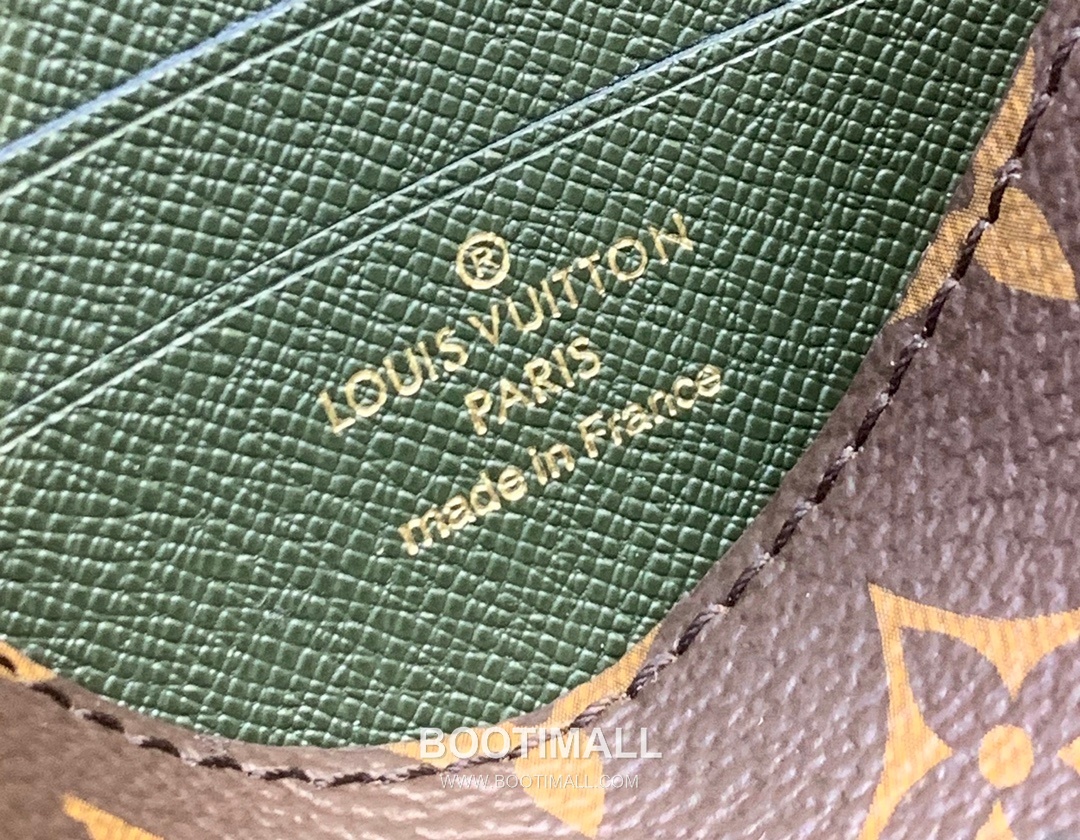 ®
LOUIS VUITTON
PARIS
made in France
BOOTIMALL
WWW.BOOTIMALL.COM